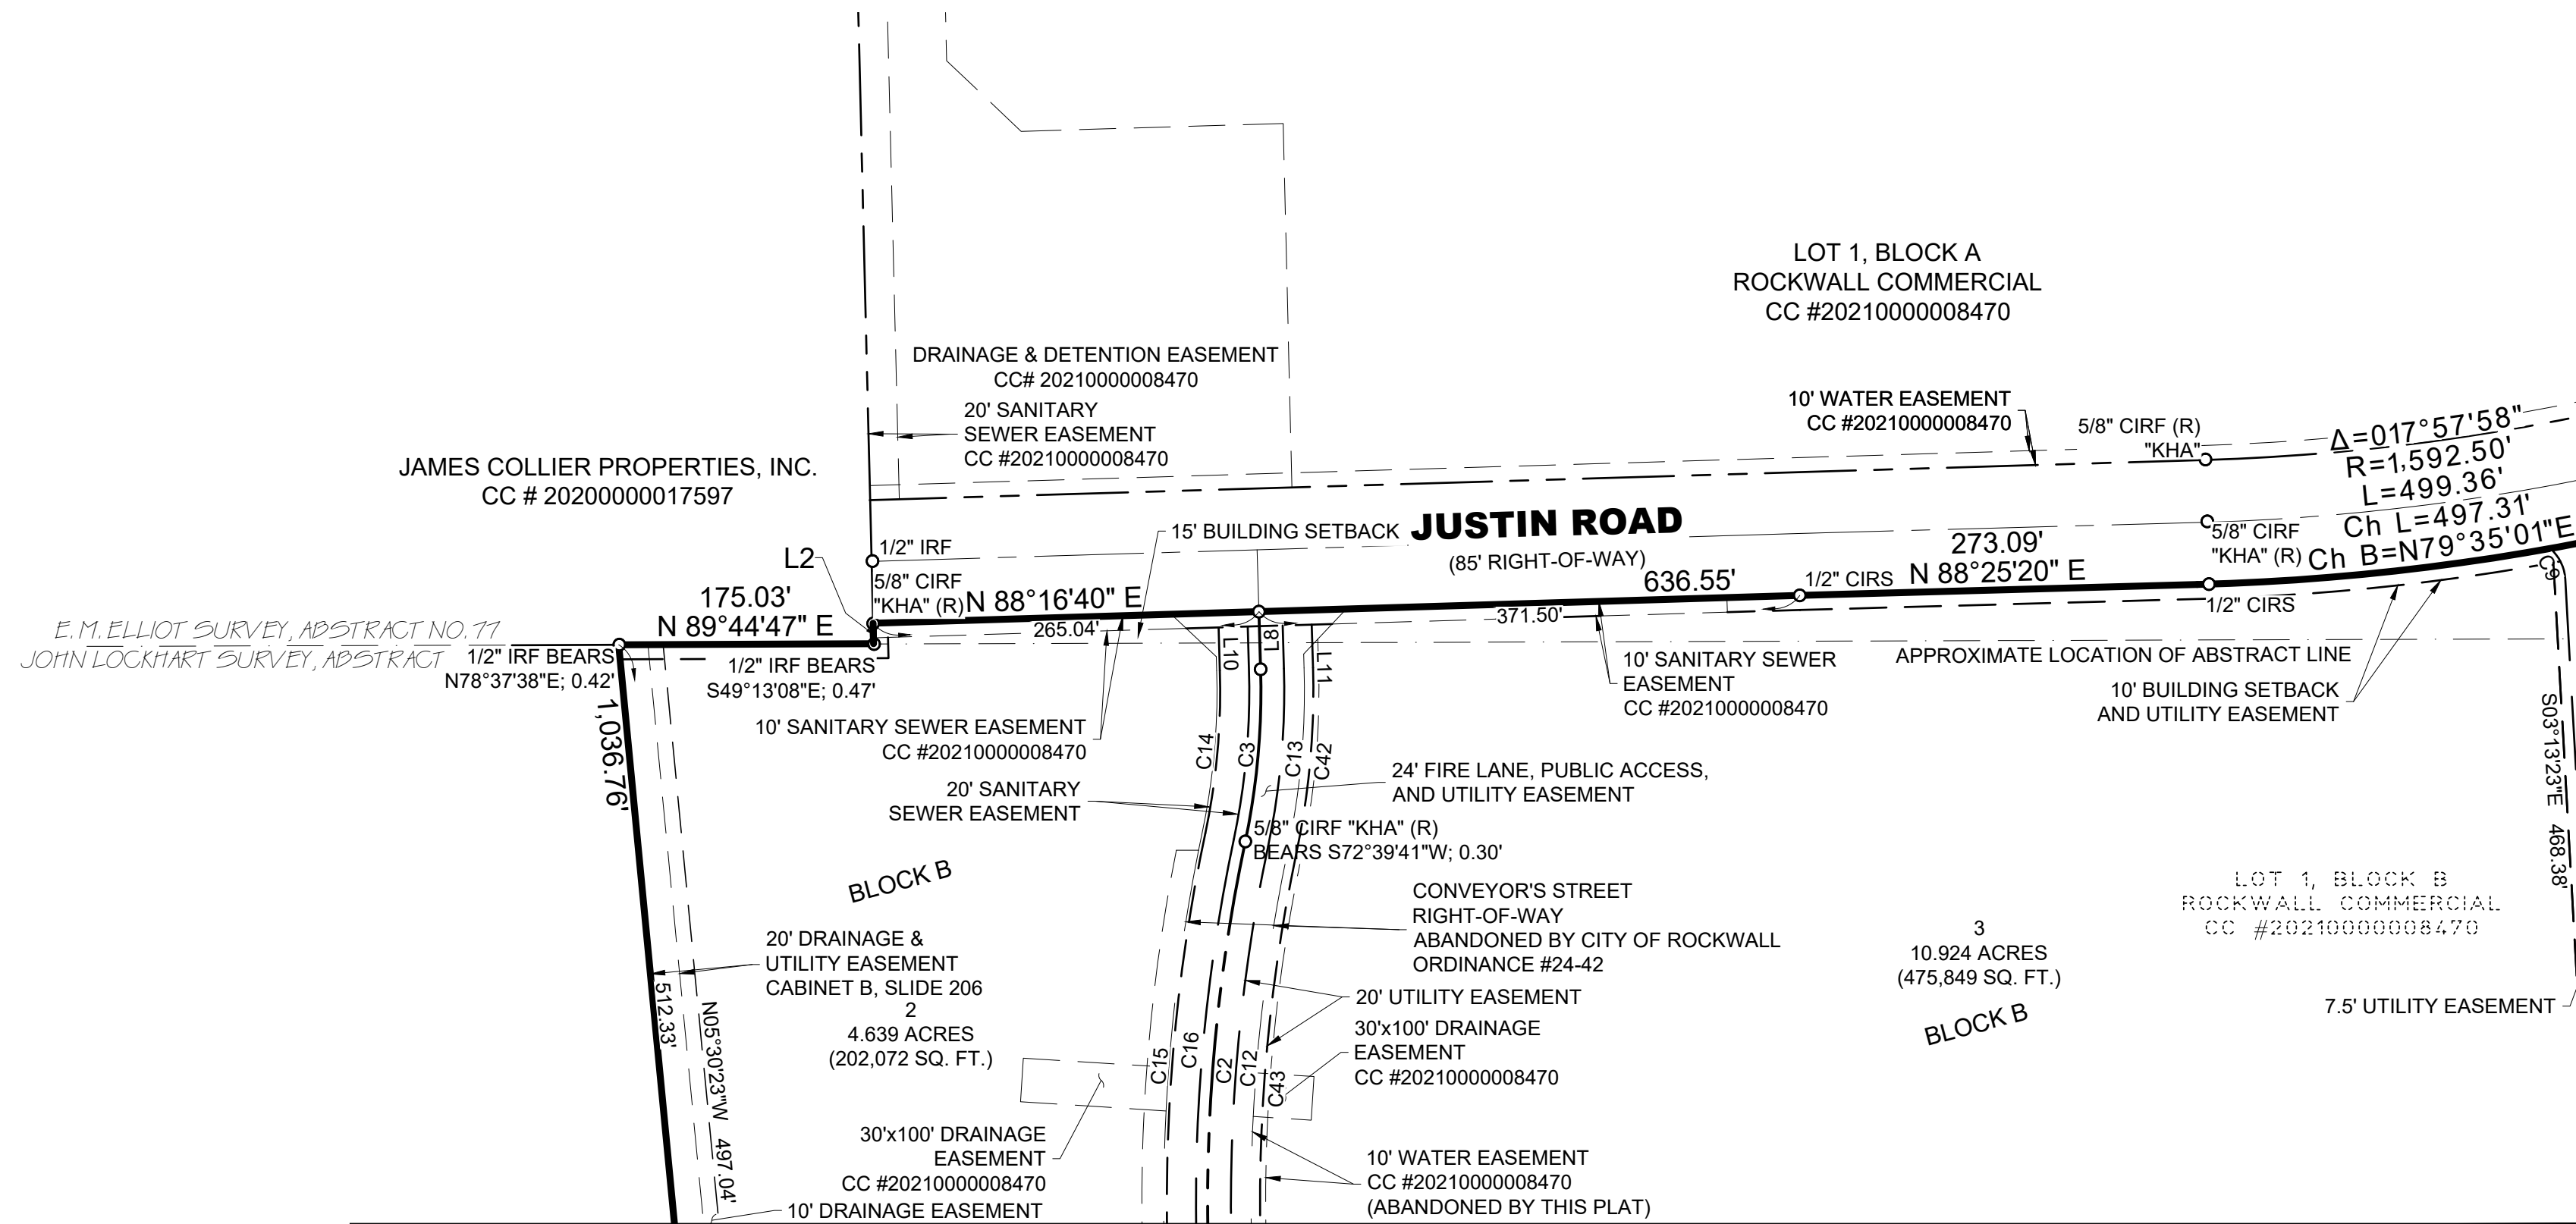 LOT 1, BLOCK A
ROCKWALL COMMERCIAL
CC #20210000008470
DRAINAGE & DETENTION EASEMENT
CC# 20210000008470
20' SANITARY
SEWER EASEMENT
CC #20210000008470
10' WATER EASEMENT
CC #20210000008470
5/8" CIRF (R)
"KHA"
Δ=017°57'58"
R=1,592.50'
L=499.36'
Ch L=497.31'
Ch B=N79°35'01"E
JAMES COLLIER PROPERTIES, INC.
CC # 20200000017597
15' BUILDING SETBACK
JUSTIN ROAD
(85' RIGHT-OF-WAY)
1/2" IRF
L2
5/8" CIRF
"KHA" (R)
5/8" CIRF
"KHA" (R)
273.09'
N 88°25'20" E
1/2" CIRS
636.55'
N 88°16'40" E
175.03'
N 89°44'47" E
265.04'
371.50'
1/2" CIRS
C9
E. M. ELLIOT SURVEY, ABSTRACT NO. 77
JOHN LOCKHART SURVEY, ABSTRACT
1/2" IRF BEARS
N78°37'38"E; 0.42'
1/2" IRF BEARS
S49°13'08"E; 0.47'
L10
L8
L11
10' SANITARY SEWER
EASEMENT
CC #20210000008470
APPROXIMATE LOCATION OF ABSTRACT LINE
10' BUILDING SETBACK
AND UTILITY EASEMENT
10' SANITARY SEWER EASEMENT
CC #20210000008470
1,036.76'
C14
C3
C13
C42
24' FIRE LANE, PUBLIC ACCESS,
AND UTILITY EASEMENT
20' SANITARY
SEWER EASEMENT
5/8" CIRF "KHA" (R)
BEARS S72°39'41"W; 0.30'
S03°13'23"E 468.38'
BLOCK B
CONVEYOR'S STREET
RIGHT-OF-WAY
ABANDONED BY CITY OF ROCKWALL
ORDINANCE #24-42
LOT 1, BLOCK B
ROCKWALL COMMERCIAL
CC #20210000008470
3
10.924 ACRES
(475,849 SQ. FT.)
BLOCK B
20' DRAINAGE &
UTILITY EASEMENT
CABINET B, SLIDE 206
2
4.639 ACRES
(202,072 SQ. FT.)
512.33'
N05°30'23"W 497.04'
20' UTILITY EASEMENT
7.5' UTILITY EASEMENT
30'x100' DRAINAGE
EASEMENT
CC #20210000008470
C15
C16
C2
C12
C43
30'x100' DRAINAGE
EASEMENT
CC #20210000008470
10' WATER EASEMENT
CC #20210000008470
(ABANDONED BY THIS PLAT)
10' DRAINAGE EASEMENT